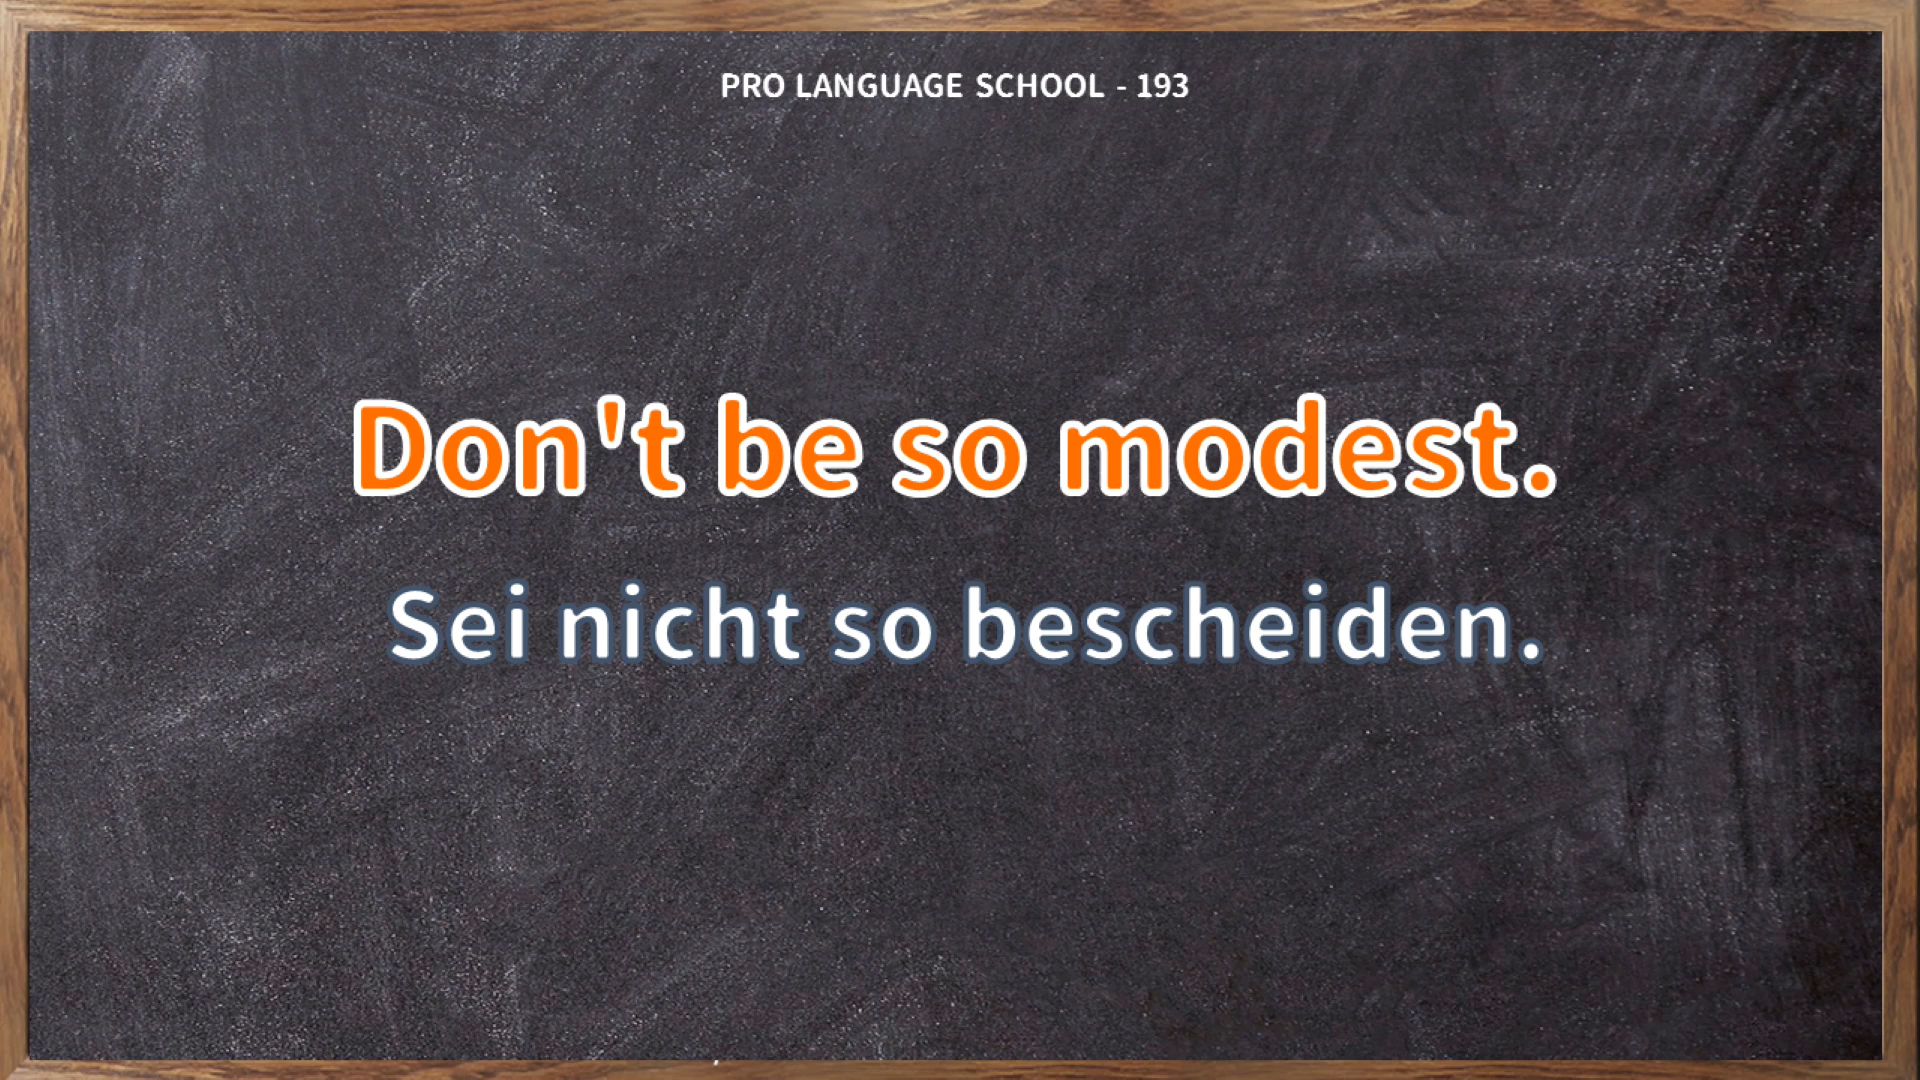 PRO LANGUAGE SCHOOL - 193
Don't be so modest.
Sei nicht so bescheiden.